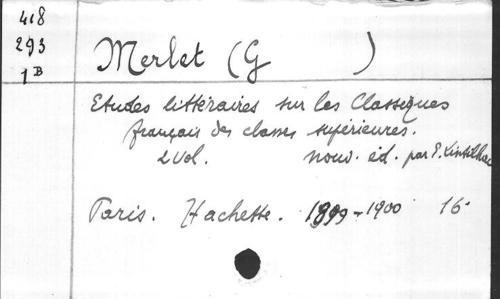 418
293
1B
Merlet (G )
Etudes littéraires sur les Classiques
français des classes supérieures.
2 Vol. nouv. éd. par E. Lintilhac
Paris. Hachette. 1899-1900 16°